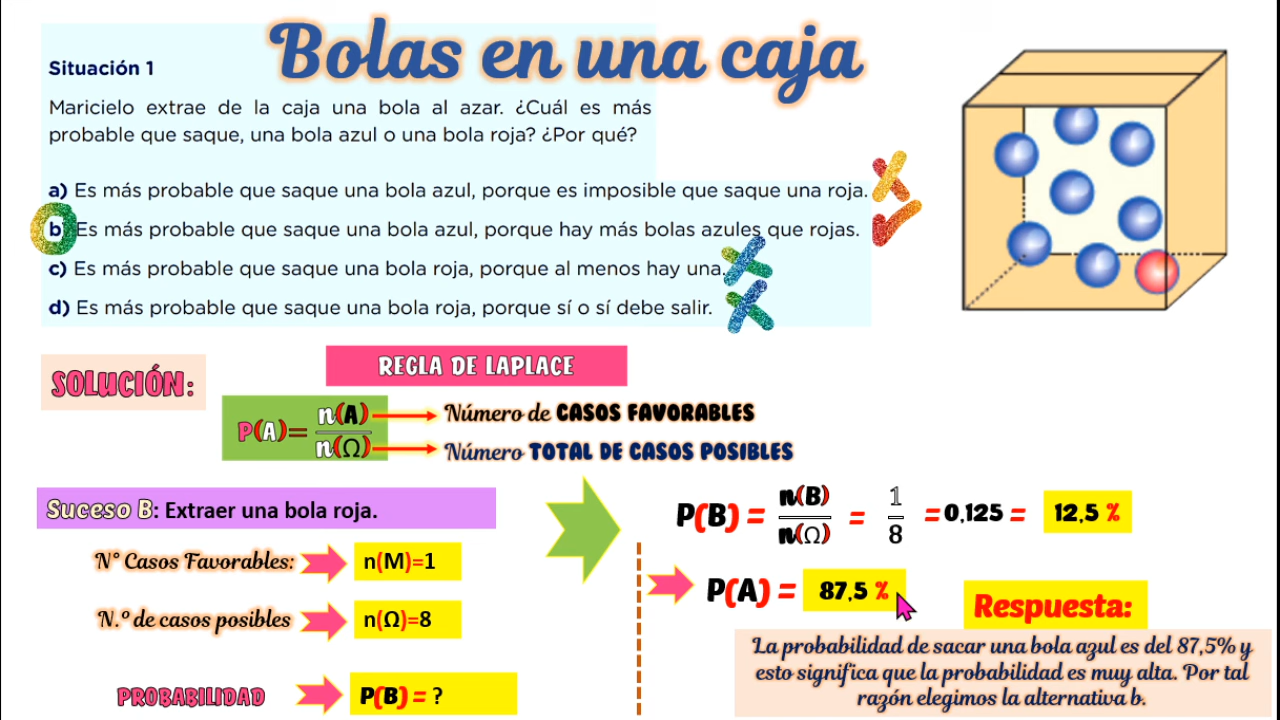 Bolas en una caja
Situación 1
Maricielo extrae de la caja una bola al azar. ¿Cuál es más
probable que saque, una bola azul o una bola roja? ¿Por qué?
a) Es más probable que saque una bola azul, porque es imposible que saque una roja.
b) Es más probable que saque una bola azul, porque hay más bolas azules que rojas.
c) Es más probable que saque una bola roja, porque al menos hay una.
d) Es más probable que saque una bola roja, porque sí o sí debe salir.
SOLUCIÓN:
REGLA DE LAPLACE
P(A)= n(A) / n(Ω)
Número de CASOS FAVORABLES
Número TOTAL DE CASOS POSIBLES
Suceso B: Extraer una bola roja.
N° Casos Favorables: n(M)=1
N.º de casos posibles n(Ω)=8
PROBABILIDAD P(B) = ?
P(B) = n(B) / n(Ω) = 1 / 8 = 0,125 = 12,5 %
P(A) = 87,5 %
Respuesta:
La probabilidad de sacar una bola azul es del 87,5% y
esto significa que la probabilidad es muy alta. Por tal
razón elegimos la alternativa b.